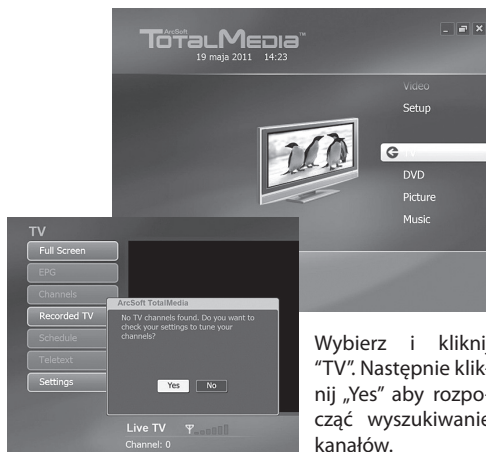 ArcSoft
TotalMedia™
19 maja 2011 14:23
Video
Setup
DVD
Picture
Music
TV
Full Screen
EPG
Channels
Recorded TV
Schedule
Teletext
Settings
ArcSoft TotalMedia
No TV channels found. Do you want to
check your settings to tune your
channels?
Yes No
Live TV
Channel: 0
Wybierz i kliknij
“TV”. Następnie klik-
nij „Yes” aby rozpo-
cząć wyszukiwanie
kanałów.